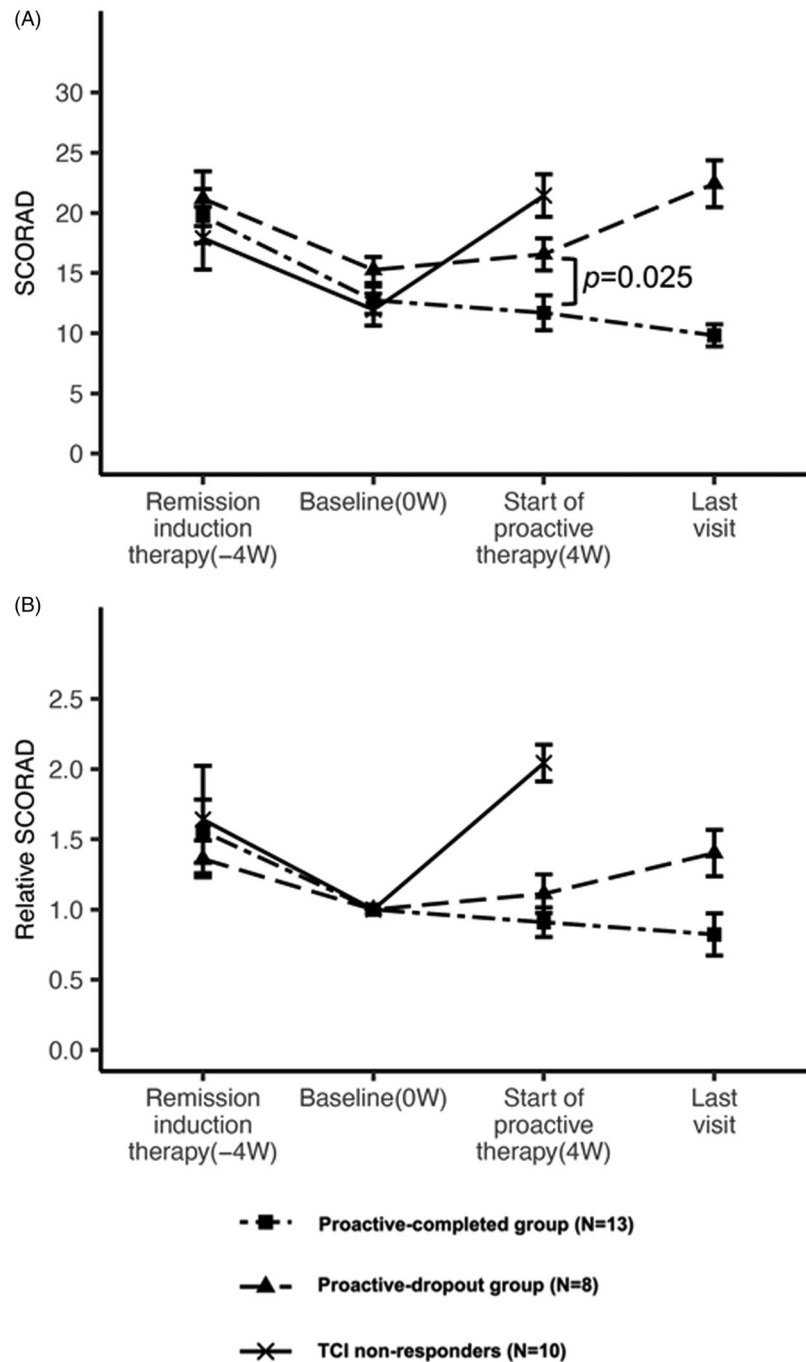 (A)
SCORAD
30
25
20
15
10
5
0
p=0.025
Remission
induction
therapy(−4W)
Baseline(0W)
Start of
proactive
therapy(4W)
Last
visit
(B)
Relative SCORAD
2.5
2.0
1.5
1.0
0.5
0.0
Remission
induction
therapy(−4W)
Baseline(0W)
Start of
proactive
therapy(4W)
Last
visit
Proactive-completed group (N=13)
Proactive-dropout group (N=8)
TCI non-responders (N=10)